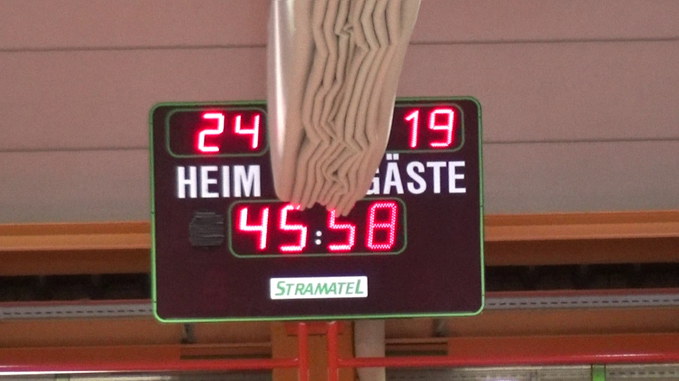 24 19
HEIM GÄSTE
45:58
STRAMATEL